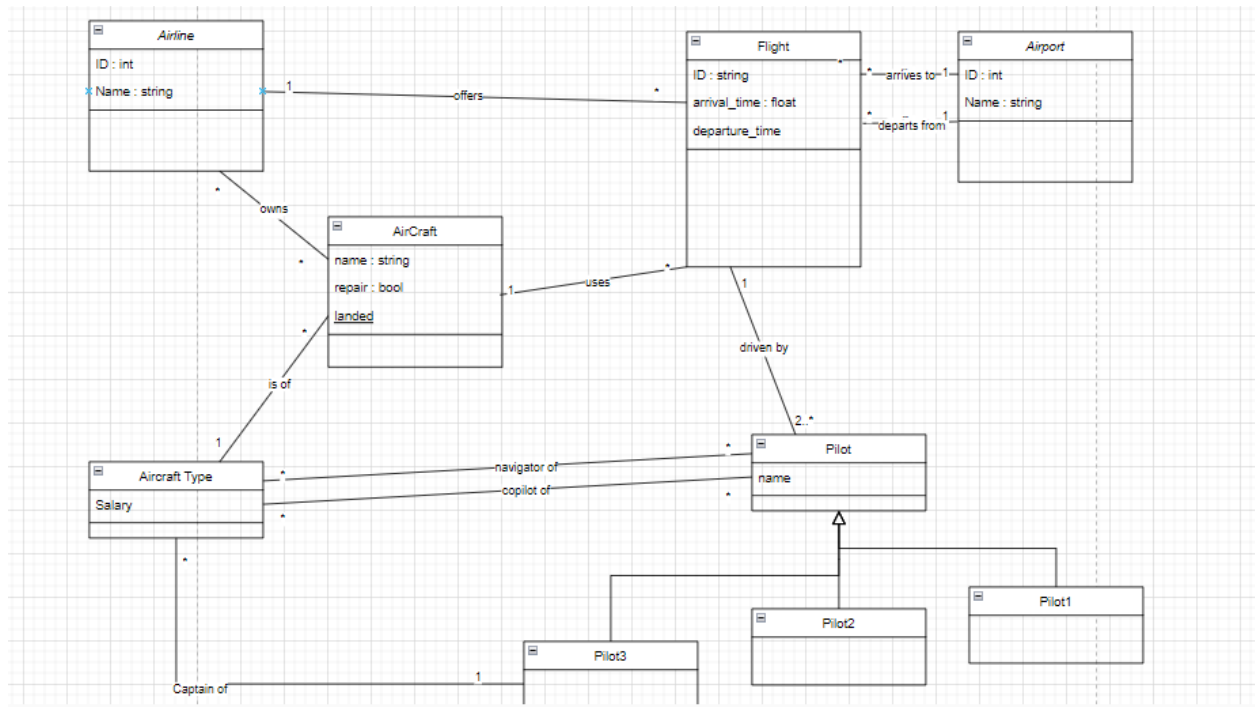 Airline
ID : int
Name : string
1
offers
*
Flight
ID : string
arrival_time : float
departure_time
*
* arrives to 1
* departs from 1
Airport
ID : int
Name : string
*
owns
*
AirCraft
name : string
repair : bool
landed
1
uses
*
1
driven by
2..*
*
is of
1
Aircraft Type
Salary
*
navigator of
*
*
copilot of
*
Pilot
name
*
Captain of
1
Pilot3
Pilot2
Pilot1